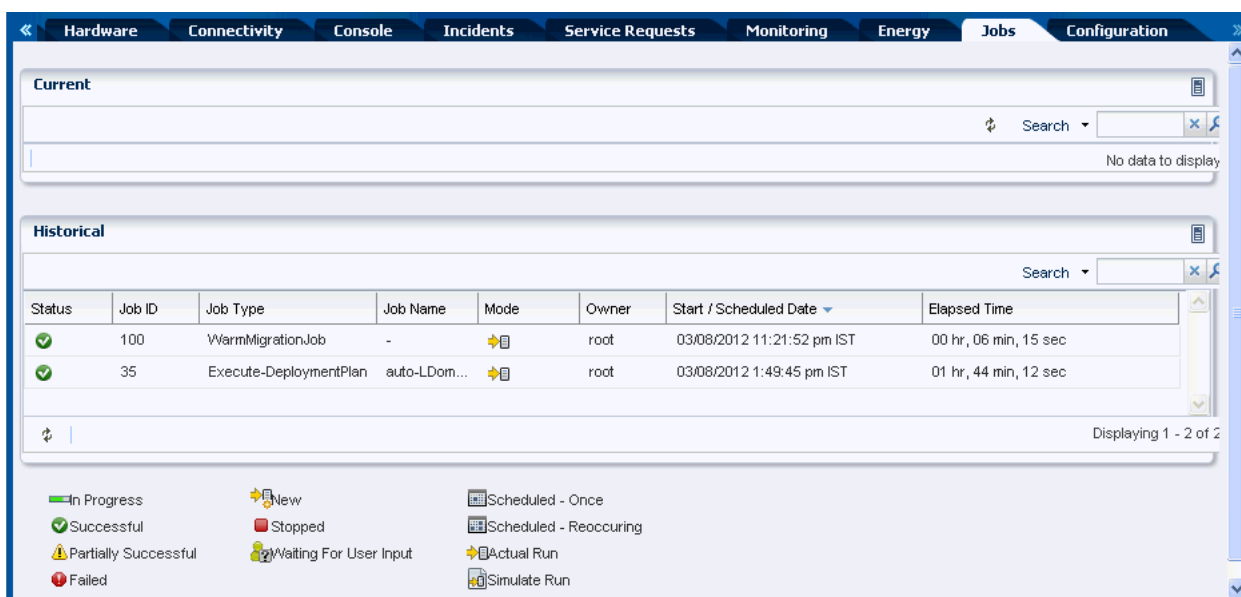 « Hardware Connectivity Console Incidents Service Requests Monitoring Energy Jobs Configuration »
Current
Search
No data to display
Historical
Search
Status Job ID Job Type Job Name Mode Owner Start / Scheduled Date Elapsed Time
100 WarmMigrationJob - root 03/08/2012 11:21:52 pm IST 00 hr, 06 min, 15 sec
35 Execute-DeploymentPlan auto-LDom... root 03/08/2012 1:49:45 pm IST 01 hr, 44 min, 12 sec
Displaying 1 - 2 of 2
In Progress New Scheduled - Once
Successful Stopped Scheduled - Reoccuring
Partially Successful Waiting For User Input Actual Run
Failed Simulate Run